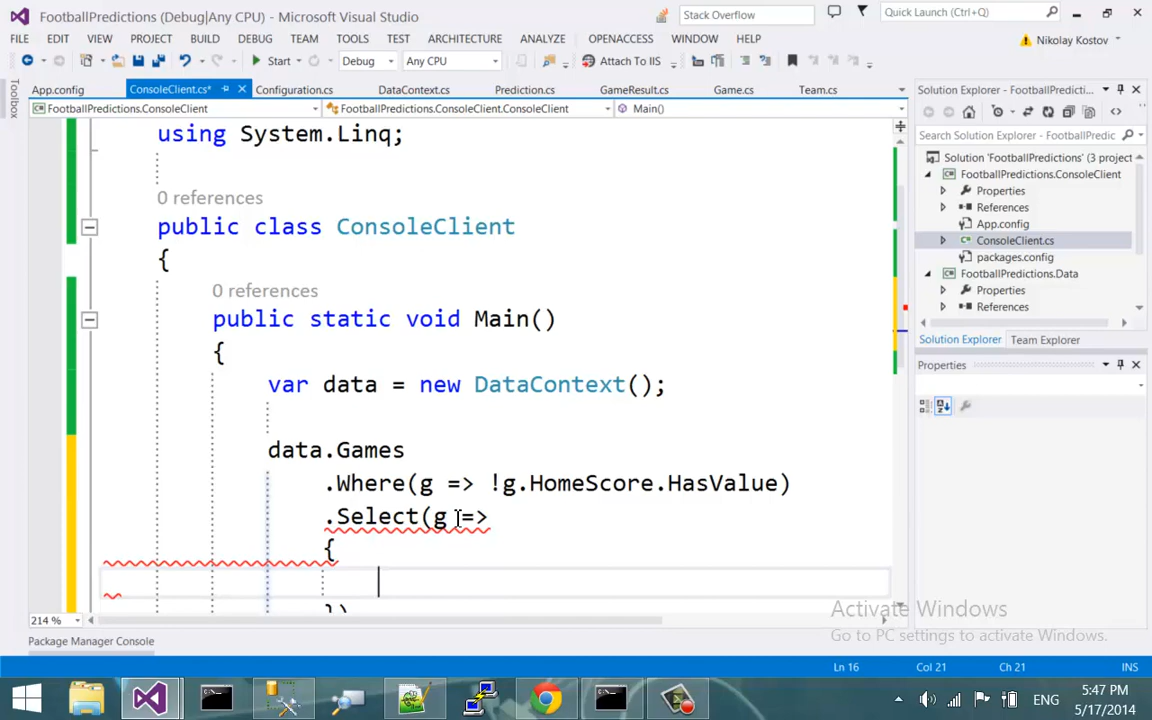 FootballPredictions (Debug|Any CPU) - Microsoft Visual Studio
Stack Overflow
Quick Launch (Ctrl+Q)
FILE EDIT VIEW PROJECT BUILD DEBUG TEAM TOOLS TEST ARCHITECTURE ANALYZE OPENACCESS WINDOW HELP
Nikolay Kostov
Start Debug Any CPU Attach To IIS
Toolbox
App.config ConsoleClient.cs* Configuration.cs DataContext.cs Prediction.cs GameResult.cs Game.cs Team.cs
FootballPredictions.ConsoleClient FootballPredictions.ConsoleClient.ConsoleClient Main()
using System.Linq;
0 references
public class ConsoleClient
{
0 references
public static void Main()
{
var data = new DataContext();
data.Games
.Where(g => !g.HomeScore.HasValue)
.Select(g =>
{
})
214 %
Package Manager Console
Solution Explorer - FootballPredicti...
Search Solution Explorer - FootballPredic
Solution 'FootballPredictions' (3 project
FootballPredictions.ConsoleClient
Properties
References
App.config
ConsoleClient.cs
packages.config
FootballPredictions.Data
Properties
References
Solution Explorer Team Explorer
Properties
Activate Windows
Go to PC settings to activate Windows.
Ln 16 Col 21 Ch 21 INS
ENG
5:47 PM
5/17/2014